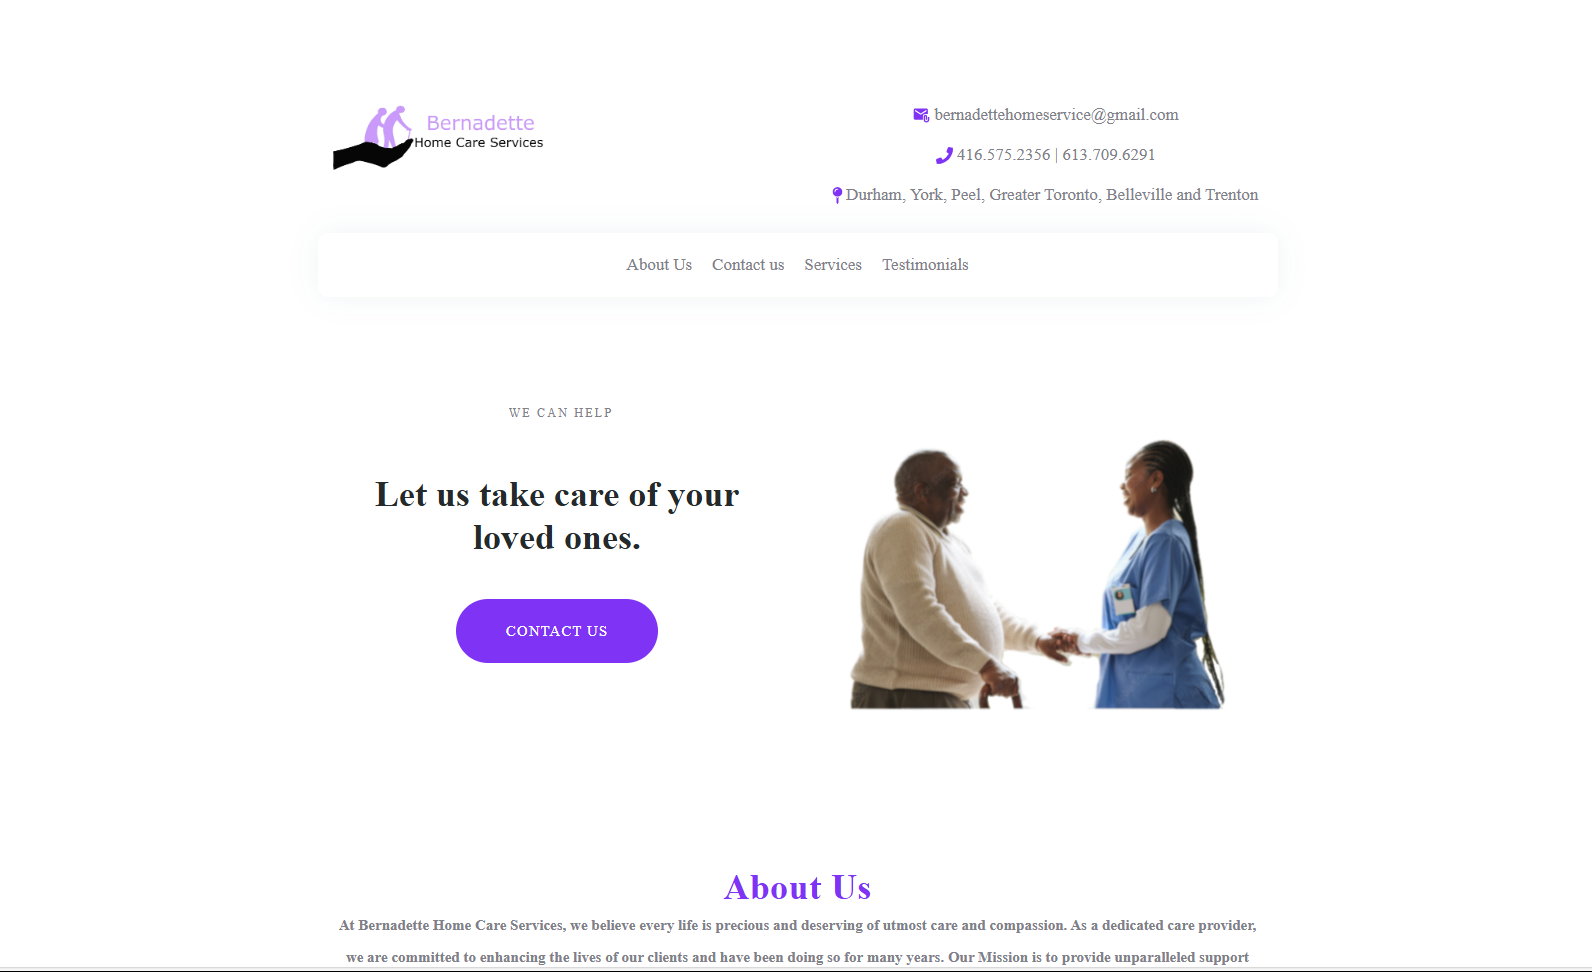 Bernadette
Home Care Services
bernadettehomeservice@gmail.com
416.575.2356 | 613.709.6291
Durham, York, Peel, Greater Toronto, Belleville and Trenton
About Us Contact us Services Testimonials
WE CAN HELP
Let us take care of your
loved ones.
CONTACT US
About Us
At Bernadette Home Care Services, we believe every life is precious and deserving of utmost care and compassion. As a dedicated care provider,
we are committed to enhancing the lives of our clients and have been doing so for many years. Our Mission is to provide unparalleled support